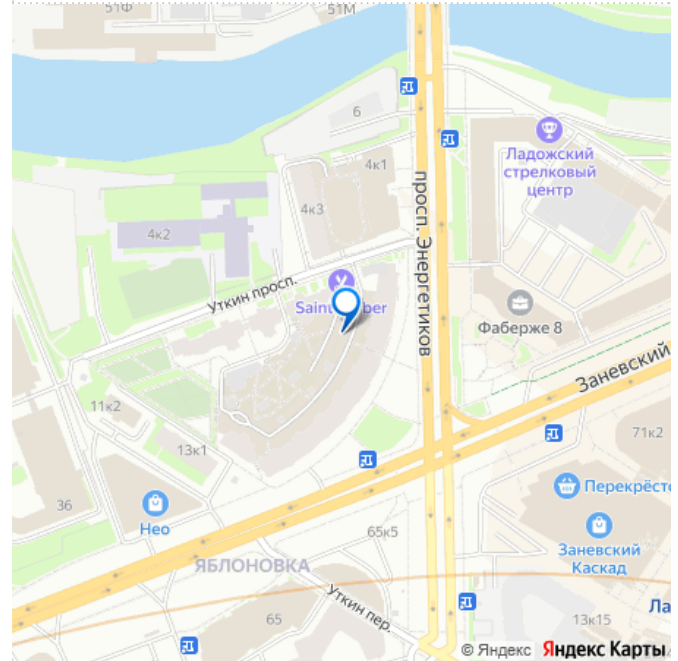 51Ф
51М
6
4к1
Ладожский
стрелковый
центр
4к3
просп. Энергетиков
4к2
Уткин просп.
Фаберже 8
Заневский
11к2
13к1
71к2
36
Нео
Перекрёсто
65к5
Заневский
Каскад
ЯБЛОНОВКА
Уткин пер.
65
13к15
Ла
© Яндекс Яндекс Карты